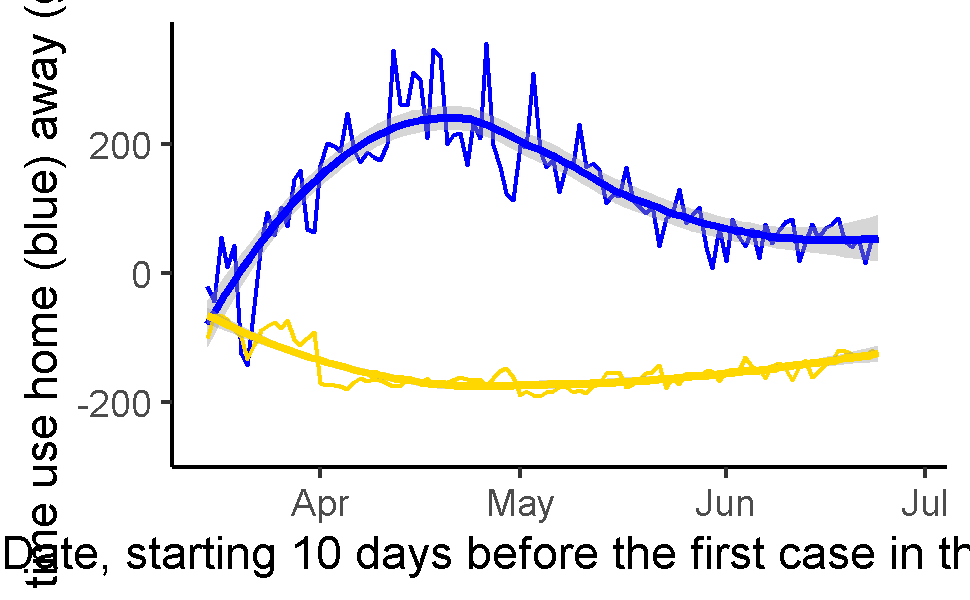 time use home (blue) away (
200
0
-200
Apr May Jun Jul
Date, starting 10 days before the first case in th